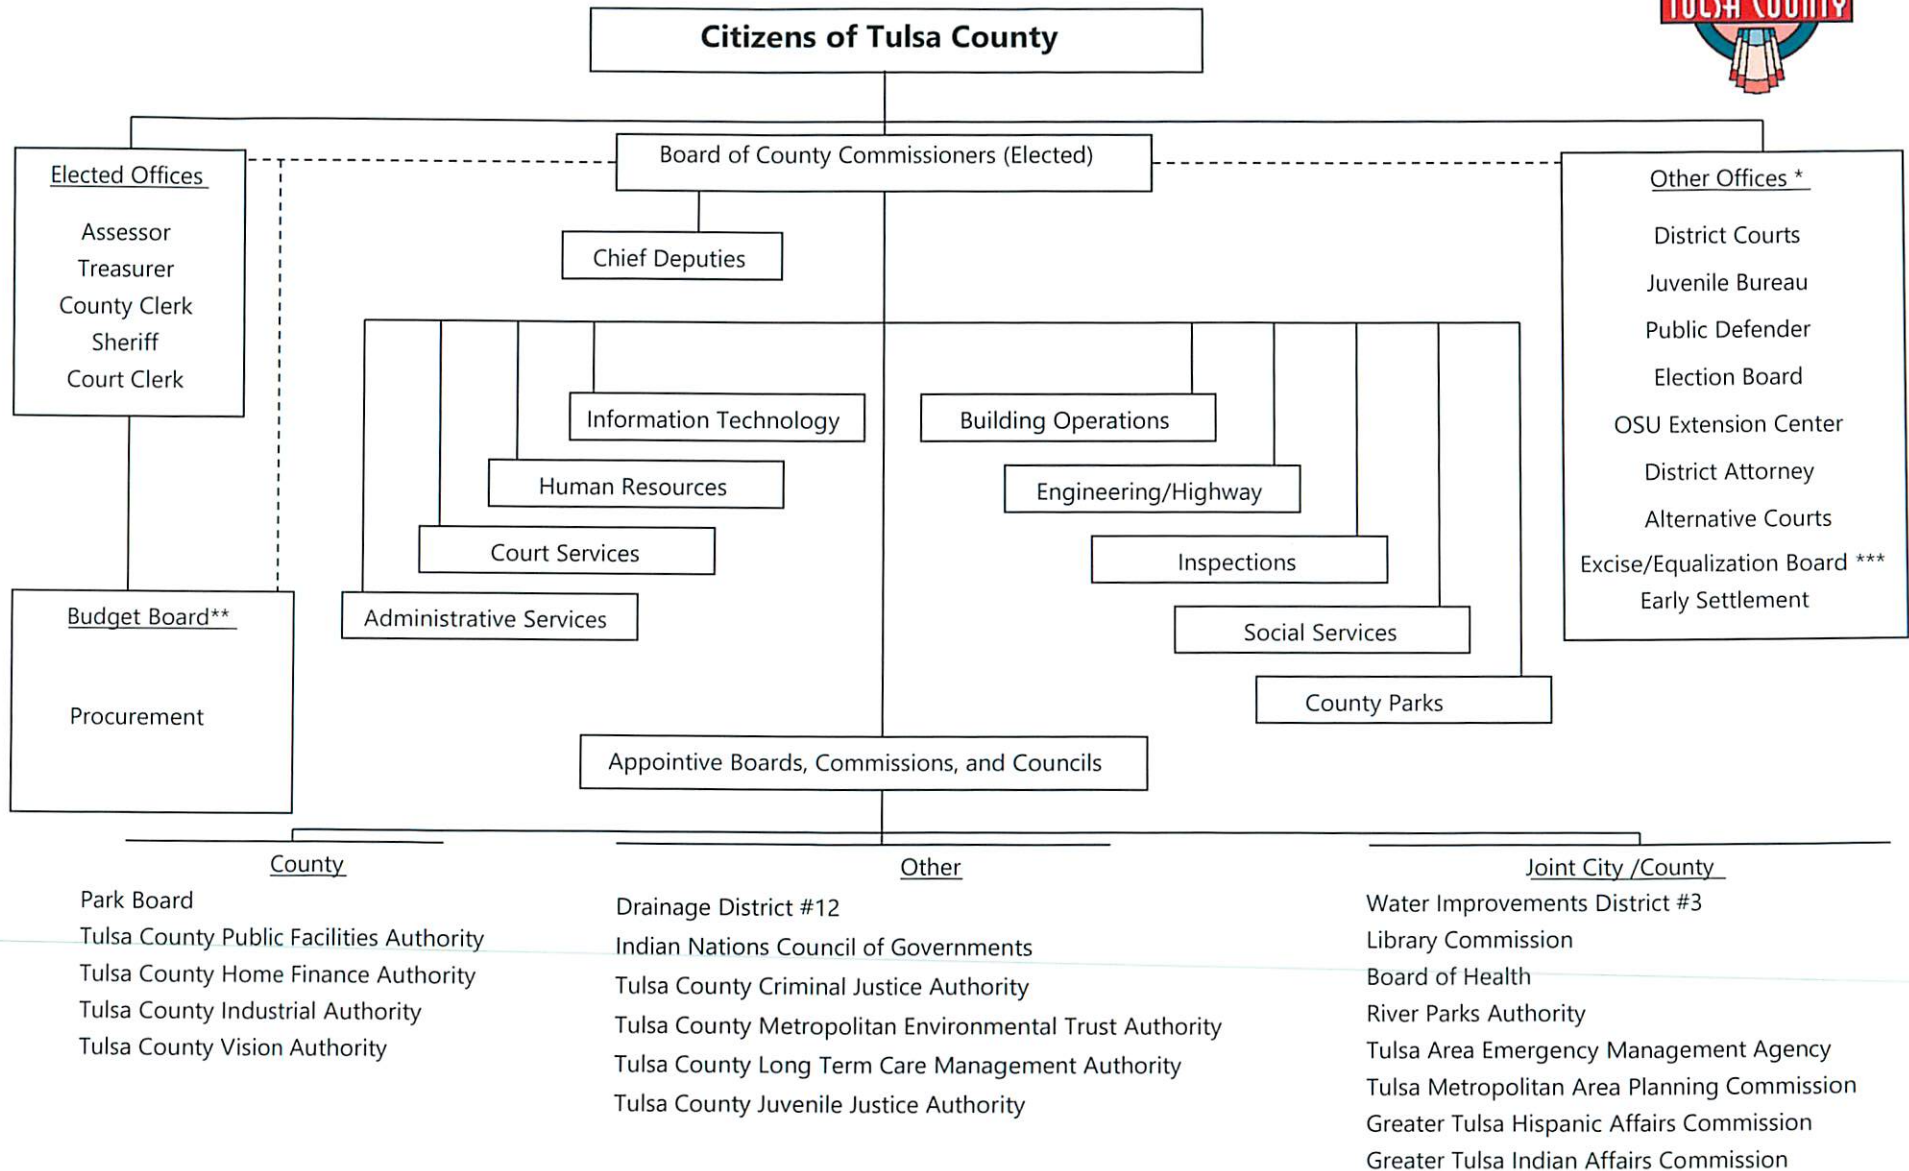 TULSA COUNTY
Citizens of Tulsa County
Board of County Commissioners (Elected)
Elected Offices
Assessor
Treasurer
County Clerk
Sheriff
Court Clerk
Other Offices *
District Courts
Juvenile Bureau
Public Defender
Election Board
OSU Extension Center
District Attorney
Alternative Courts
Excise/Equalization Board ***
Early Settlement
Chief Deputies
Information Technology
Human Resources
Court Services
Administrative Services
Building Operations
Engineering/Highway
Inspections
Social Services
County Parks
Budget Board**
Procurement
Appointive Boards, Commissions, and Councils
County
Park Board
Tulsa County Public Facilities Authority
Tulsa County Home Finance Authority
Tulsa County Industrial Authority
Tulsa County Vision Authority
Other
Drainage District #12
Indian Nations Council of Governments
Tulsa County Criminal Justice Authority
Tulsa County Metropolitan Environmental Trust Authority
Tulsa County Long Term Care Management Authority
Tulsa County Juvenile Justice Authority
Joint City /County
Water Improvements District #3
Library Commission
Board of Health
River Parks Authority
Tulsa Area Emergency Management Agency
Tulsa Metropolitan Area Planning Commission
Greater Tulsa Hispanic Affairs Commission
Greater Tulsa Indian Affairs Commission